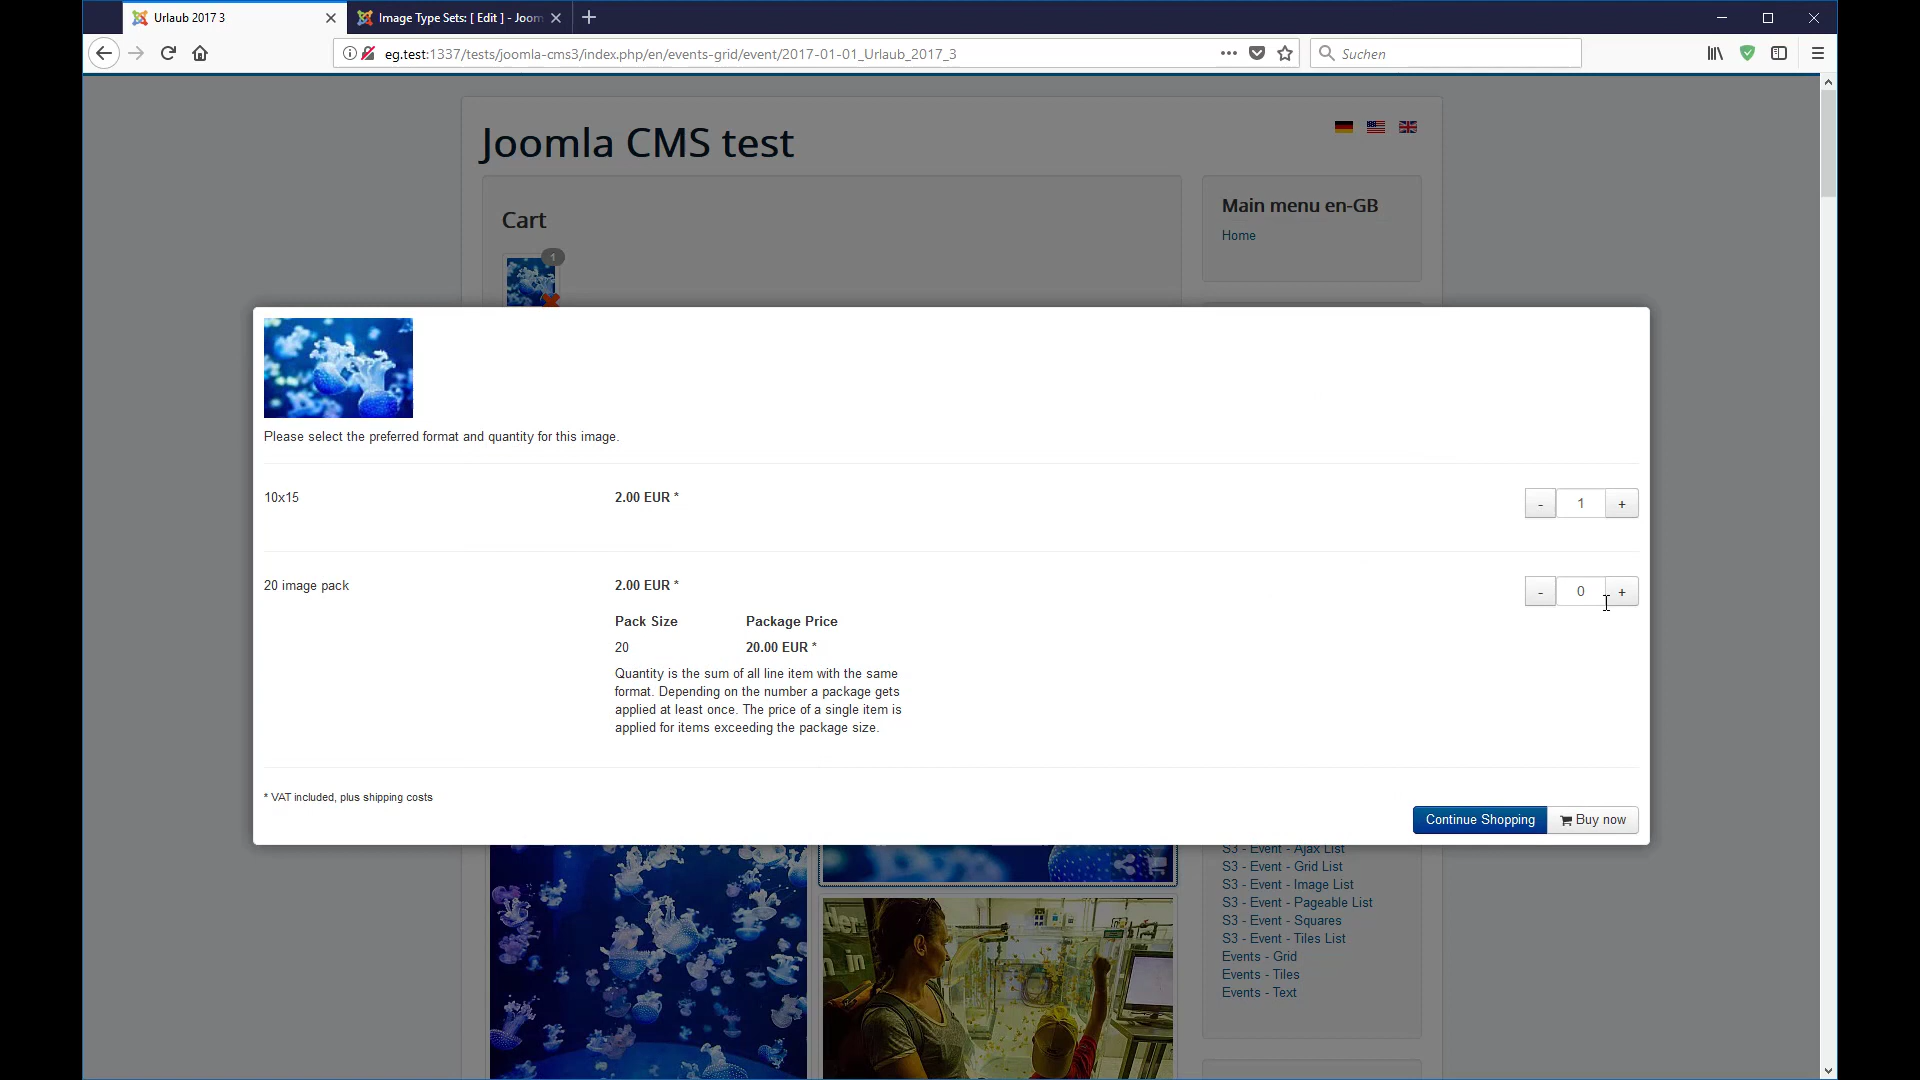 Urlaub 2017 3
Image Type Sets: [ Edit ] - Joom
eg.test:1337/tests/joomla-cms3/index.php/en/events-grid/event/2017-01-01_Urlaub_2017_3
Suchen
Joomla CMS test
Cart
1
Main menu en-GB
Home
Please select the preferred format and quantity for this image.
10x15
2.00 EUR *
- 1 +
20 image pack
2.00 EUR *
- 0 +
Pack Size Package Price
20 20.00 EUR *
Quantity is the sum of all line item with the same
format. Depending on the number a package gets
applied at least once. The price of a single item is
applied for items exceeding the package size.
* VAT included, plus shipping costs
Continue Shopping
Buy now
S3 - Event - Ajax List
S3 - Event - Grid List
S3 - Event - Image List
S3 - Event - Pageable List
S3 - Event - Squares
S3 - Event - Tiles List
Events - Grid
Events - Tiles
Events - Text